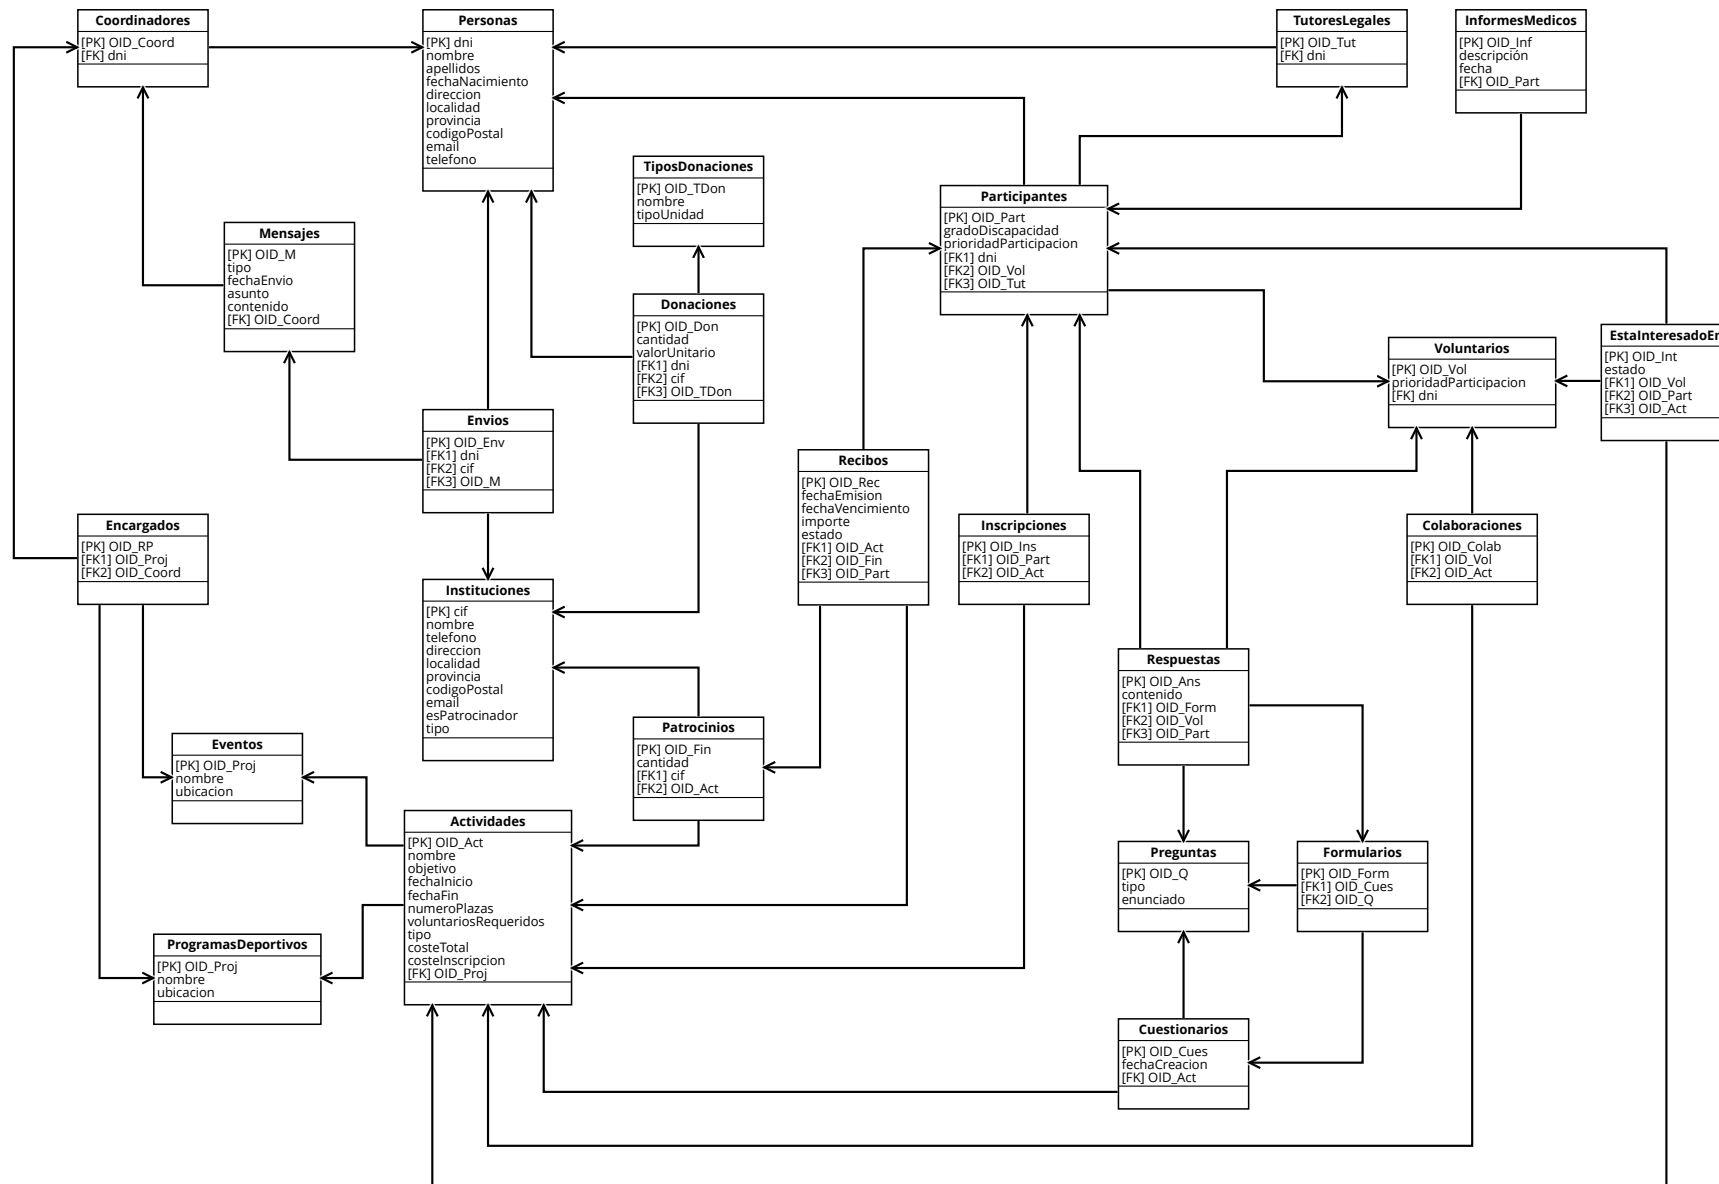 Coordinadores
[PK] OID_Coord
[FK] dni
Personas
[PK] dni
nombre
apellidos
fechaNacimiento
direccion
localidad
provincia
codigoPostal
email
telefono
TutoresLegales
[PK] OID_Tut
[FK] dni
InformesMedicos
[PK] OID_Inf
descripción
fecha
[FK] OID_Part
TiposDonaciones
[PK] OID_TDon
nombre
tipoUnidad
Participantes
[PK] OID_Part
gradoDiscapacidad
prioridadParticipacion
[FK1] dni
[FK2] OID_Vol
[FK3] OID_Tut
Mensajes
[PK] OID_M
tipo
fechaEnvio
asunto
contenido
[FK] OID_Coord
Donaciones
[PK] OID_Don
cantidad
valorUnitario
[FK1] dni
[FK2] cif
[FK3] OID_TDon
Voluntarios
[PK] OID_Vol
prioridadParticipacion
[FK] dni
EstaInteresadoEn
[PK] OID_Int
estado
[FK1] OID_Vol
[FK2] OID_Part
[FK3] OID_Act
Envios
[PK] OID_Env
[FK1] dni
[FK2] cif
[FK3] OID_M
Recibos
[PK] OID_Rec
fechaEmision
fechaVencimiento
importe
estado
[FK1] OID_Act
[FK2] OID_Fin
[FK3] OID_Part
Encargados
[PK] OID_RP
[FK1] OID_Proj
[FK2] OID_Coord
Inscripciones
[PK] OID_Ins
[FK1] OID_Part
[FK2] OID_Act
Colaboraciones
[PK] OID_Colab
[FK1] OID_Vol
[FK2] OID_Act
Instituciones
[PK] cif
nombre
telefono
direccion
localidad
provincia
codigoPostal
email
esPatrocinador
tipo
Respuestas
[PK] OID_Ans
contenido
[FK1] OID_Form
[FK2] OID_Vol
[FK3] OID_Part
Patrocinios
[PK] OID_Fin
cantidad
[FK1] cif
[FK2] OID_Act
Eventos
[PK] OID_Proj
nombre
ubicacion
Actividades
[PK] OID_Act
nombre
objetivo
fechaInicio
fechaFin
numeroPlazas
voluntariosRequeridos
tipo
costeTotal
costeInscripcion
[FK] OID_Proj
Preguntas
[PK] OID_Q
tipo
enunciado
Formularios
[PK] OID_Form
[FK1] OID_Cues
[FK2] OID_Q
ProgramasDeportivos
[PK] OID_Proj
nombre
ubicacion
Cuestionarios
[PK] OID_Cues
fechaCreacion
[FK] OID_Act